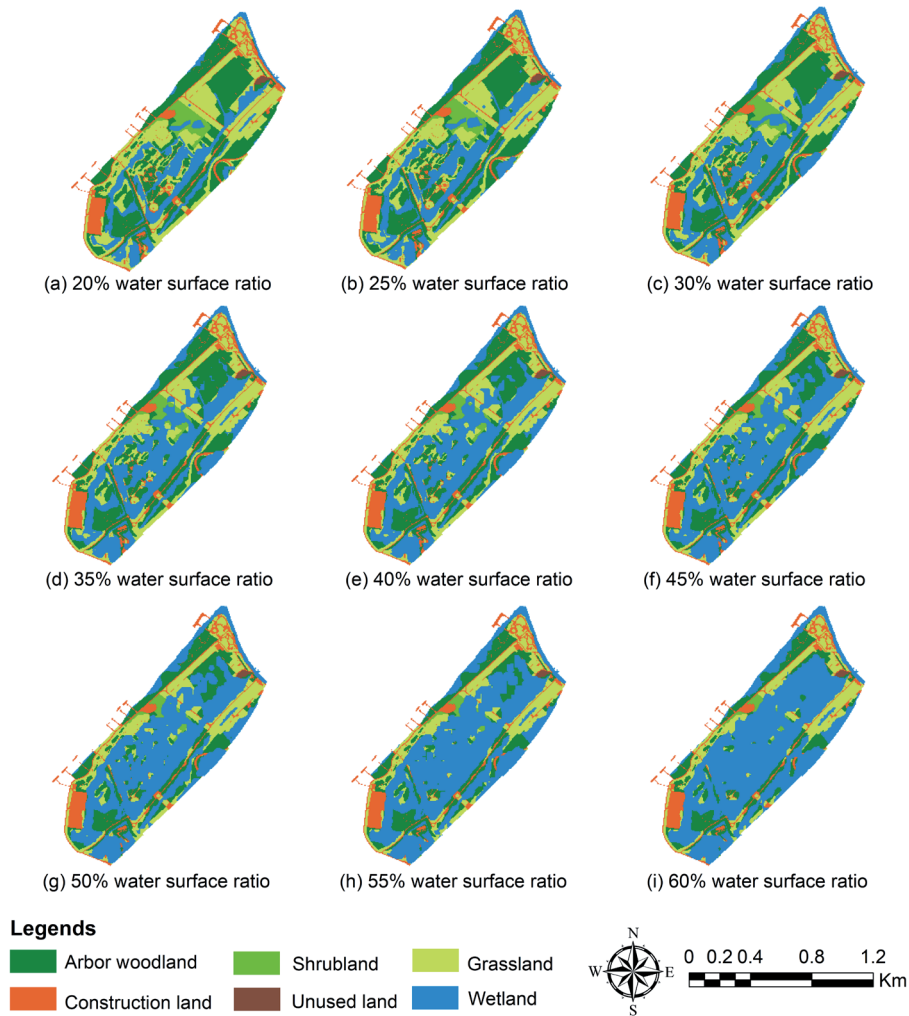 (a) 20% water surface ratio
(b) 25% water surface ratio
(c) 30% water surface ratio
(d) 35% water surface ratio
(e) 40% water surface ratio
(f) 45% water surface ratio
(g) 50% water surface ratio
(h) 55% water surface ratio
(i) 60% water surface ratio
Legends
Arbor woodland
Shrubland
Grassland
Construction land
Unused land
Wetland
N
W E
S
0 0.2 0.4 0.8 1.2
Km